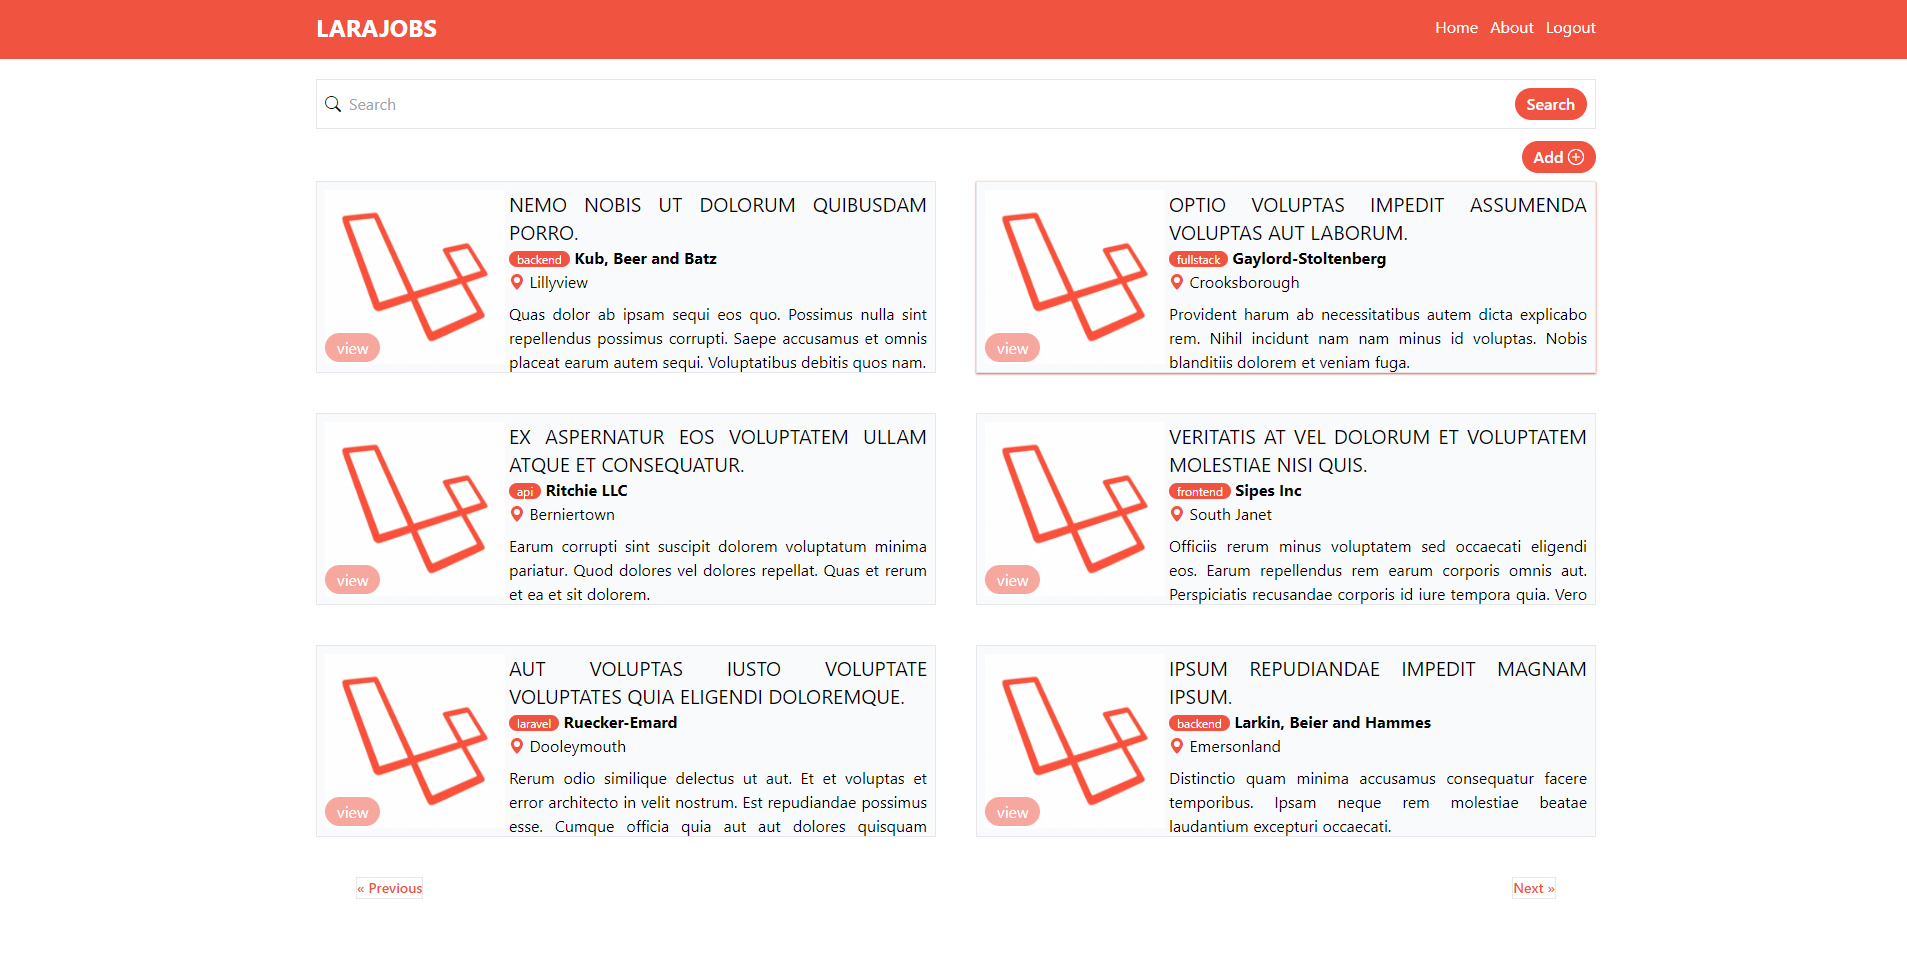 LARAJOBS
Home About Logout
Search Search
Add
NEMO NOBIS UT DOLORUM QUIBUSDAM
PORRO.
backend Kub, Beer and Batz
Lillyview
Quas dolor ab ipsam sequi eos quo. Possimus nulla sint
repellendus possimus corrupti. Saepe accusamus et omnis
placeat earum autem sequi. Voluptatibus debitis quos nam.
view
OPTIO VOLUPTAS IMPEDIT ASSUMENDA
VOLUPTAS AUT LABORUM.
fullstack Gaylord-Stoltenberg
Crooksborough
Provident harum ab necessitatibus autem dicta explicabo
rem. Nihil incidunt nam nam minus id voluptas. Nobis
blanditiis dolorem et veniam fuga.
view
EX ASPERNATUR EOS VOLUPTATEM ULLAM
ATQUE ET CONSEQUATUR.
api Ritchie LLC
Berniertown
Earum corrupti sint suscipit dolorem voluptatum minima
pariatur. Quod dolores vel dolores repellat. Quas et rerum
et ea et sit dolorem.
view
VERITATIS AT VEL DOLORUM ET VOLUPTATEM
MOLESTIAE NISI QUIS.
frontend Sipes Inc
South Janet
Officiis rerum minus voluptatem sed occaecati eligendi
eos. Earum repellendus rem earum corporis omnis aut.
Perspiciatis recusandae corporis id iure tempora quia. Vero
view
AUT VOLUPTAS IUSTO VOLUPTATE
VOLUPTATES QUIA ELIGENDI DOLOREMQUE.
laravel Ruecker-Emard
Dooleymouth
Rerum odio similique delectus ut aut. Et et voluptas et
error architecto in velit nostrum. Est repudiandae possimus
esse. Cumque officia quia aut aut dolores quisquam
view
IPSUM REPUDIANDAE IMPEDIT MAGNAM
IPSUM.
backend Larkin, Beier and Hammes
Emersonland
Distinctio quam minima accusamus consequatur facere
temporibus. Ipsam neque rem molestiae beatae
laudantium excepturi occaecati.
view
« Previous
Next »